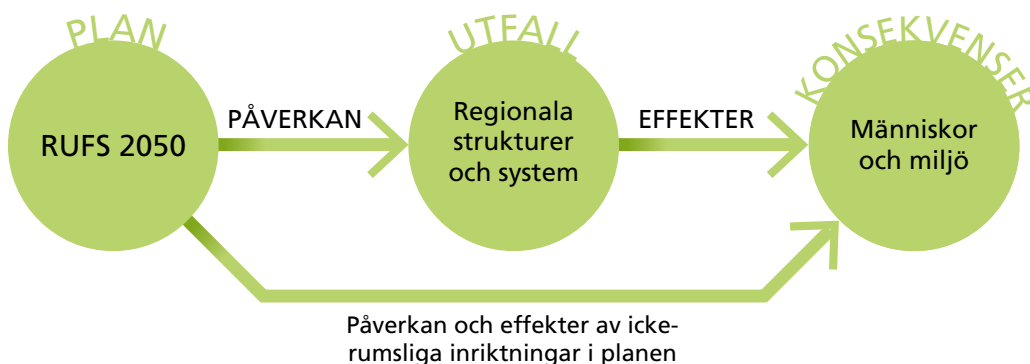 PLAN
RUFS 2050
PÅVERKAN
UTFALL
Regionala
strukturer
och system
EFFEKTER
KONSEKVENSER
Människor
och miljö
Påverkan och effekter av icke-
rumsliga inriktningar i planen